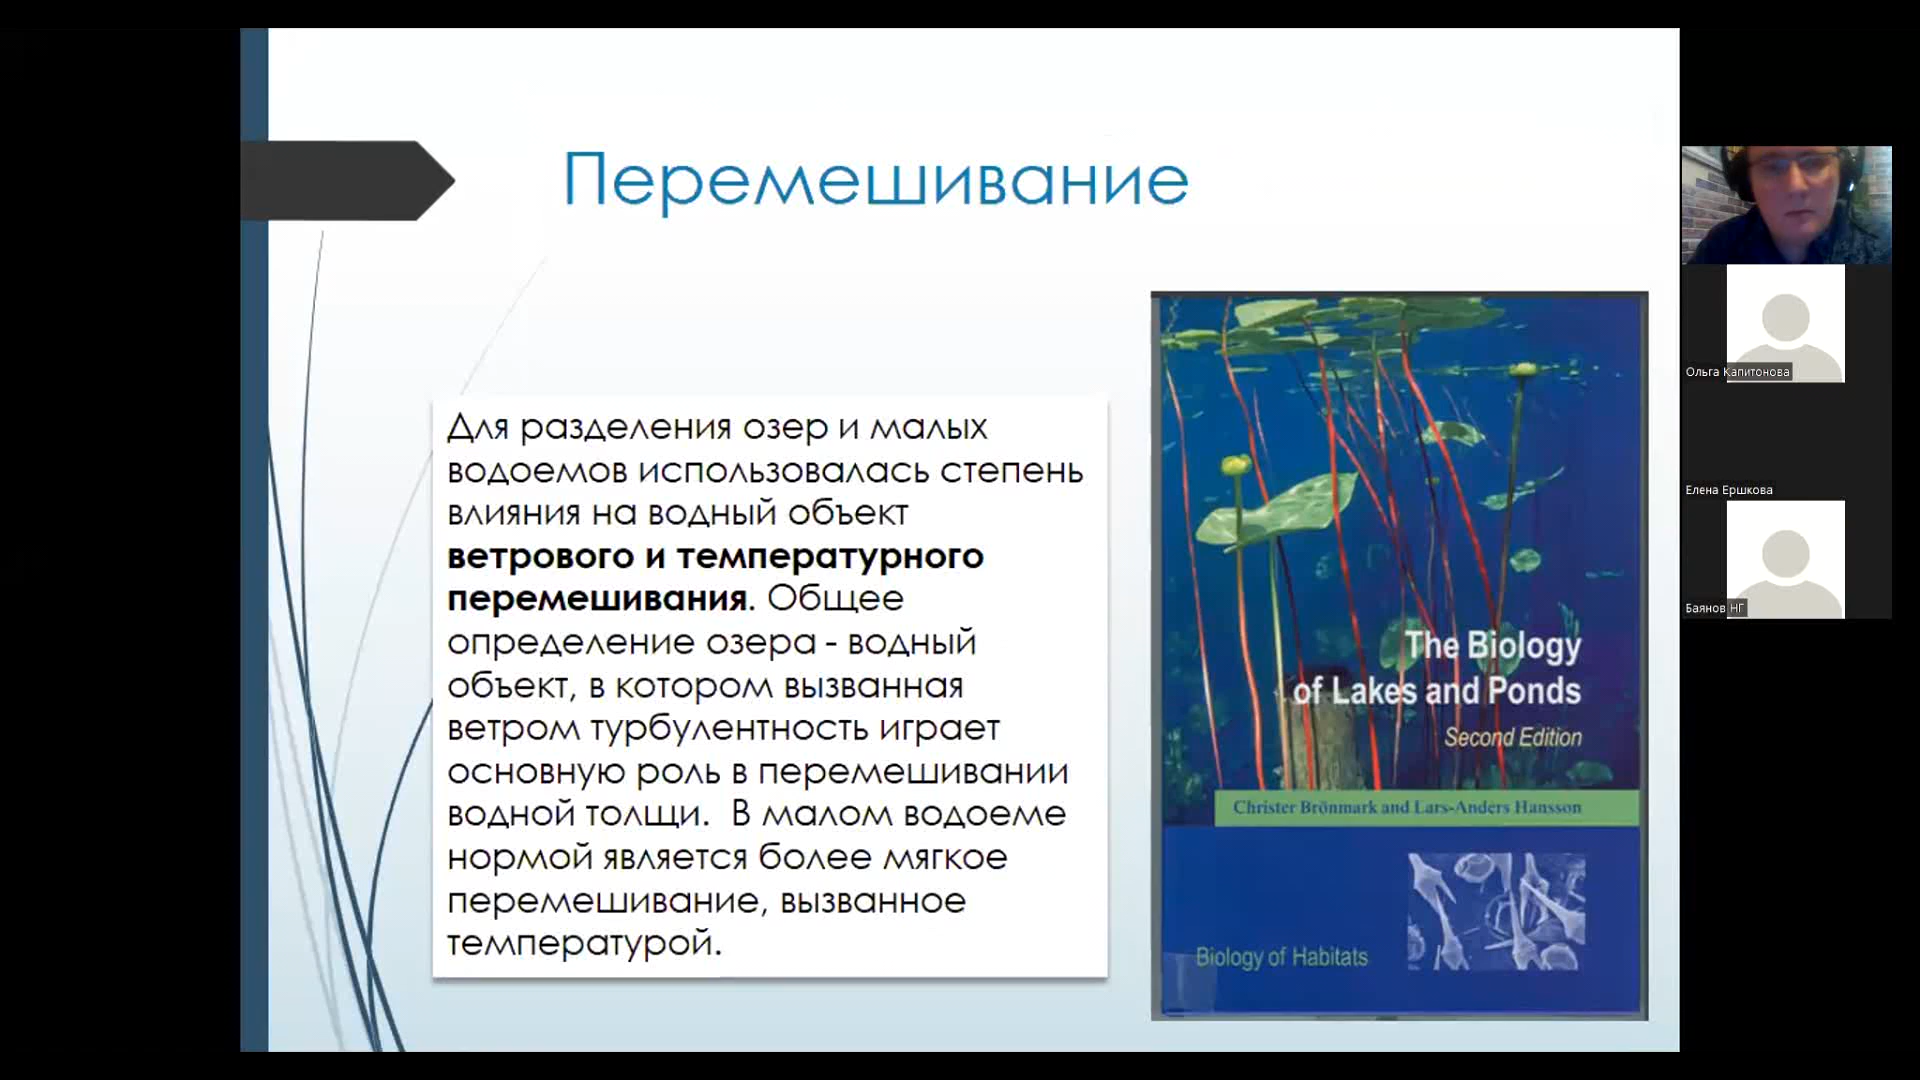 Перемешивание
Для разделения озер и малых
водоемов использовалась степень
влияния на водный объект
ветрового и температурного
перемешивания. Общее
определение озера - водный
объект, в котором вызванная
ветром турбулентность играет
основную роль в перемешивании
водной толщи.  В малом водоеме
нормой является более мягкое
перемешивание, вызванное
температурой.
The Biology
of Lakes and Ponds
Second Edition
Christer Brönmark and Lars-Anders Hansson
Biology of Habitats
Ольга Капитонова
Елена Ершкова
Баянов НГ